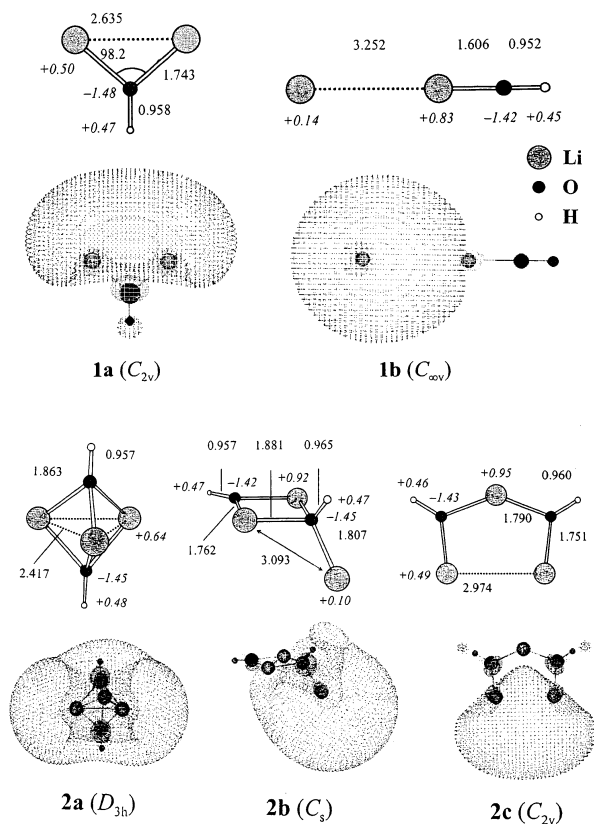 2.635
98.2
+0.50
1.743
−1.48
0.958
+0.47
3.252 1.606 0.952
+0.14 +0.83 −1.42 +0.45
Li
O
H
1a (C2v)
1b (C∞v)
0.957
1.863
+0.64
2.417
−1.45
+0.48
0.957 1.881 0.965
+0.47 −1.42 +0.92 +0.47
−1.45
1.807
1.762
3.093
+0.10
+0.95
+0.46 0.960
−1.43
1.790
1.751
+0.49
2.974
2a (D3h)
2b (Cs)
2c (C2v)